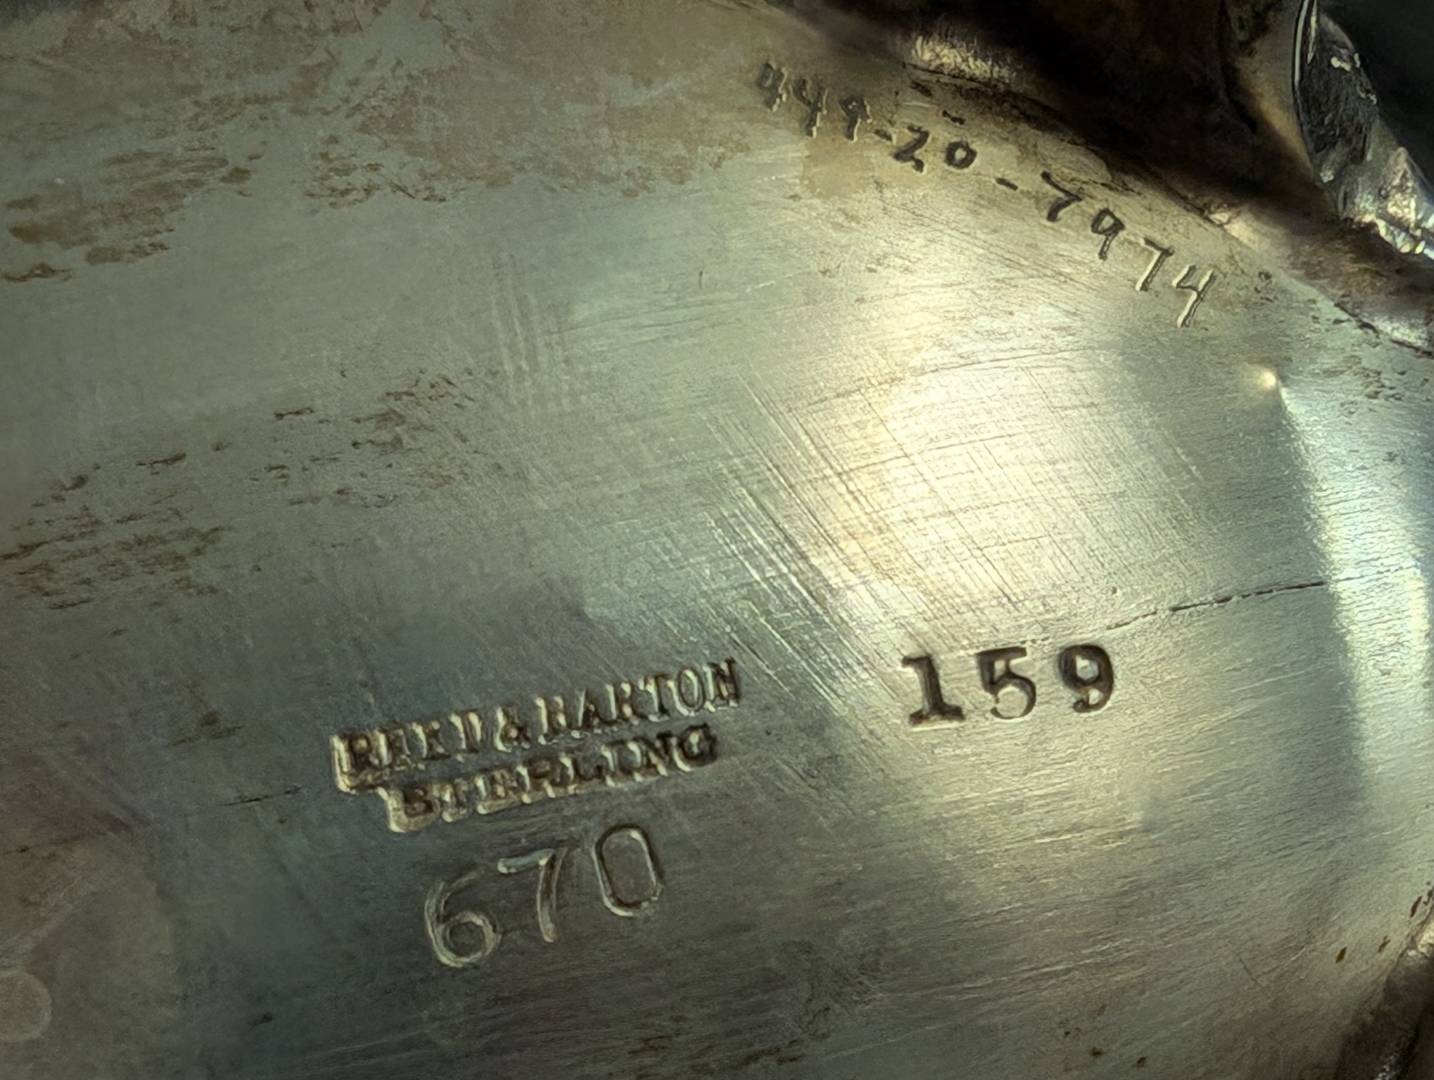 449-20-7974
REED & BARTON
STERLING
159
670